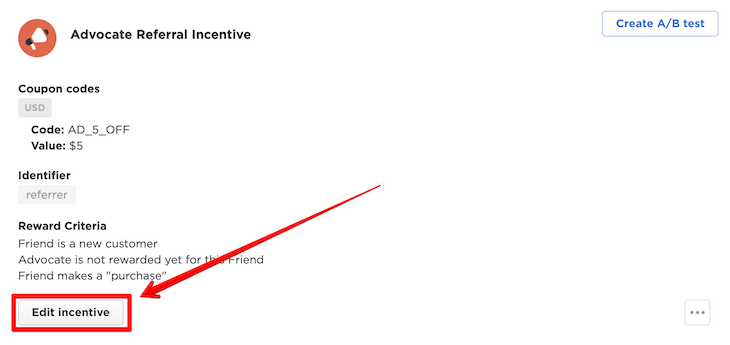 Advocate Referral Incentive
Create A/B test
Coupon codes
USD
Code: AD_5_OFF
Value: $5
Identifier
referrer
Reward Criteria
Friend is a new customer
Advocate is not rewarded yet for this Friend
Friend makes a "purchase"
Edit incentive